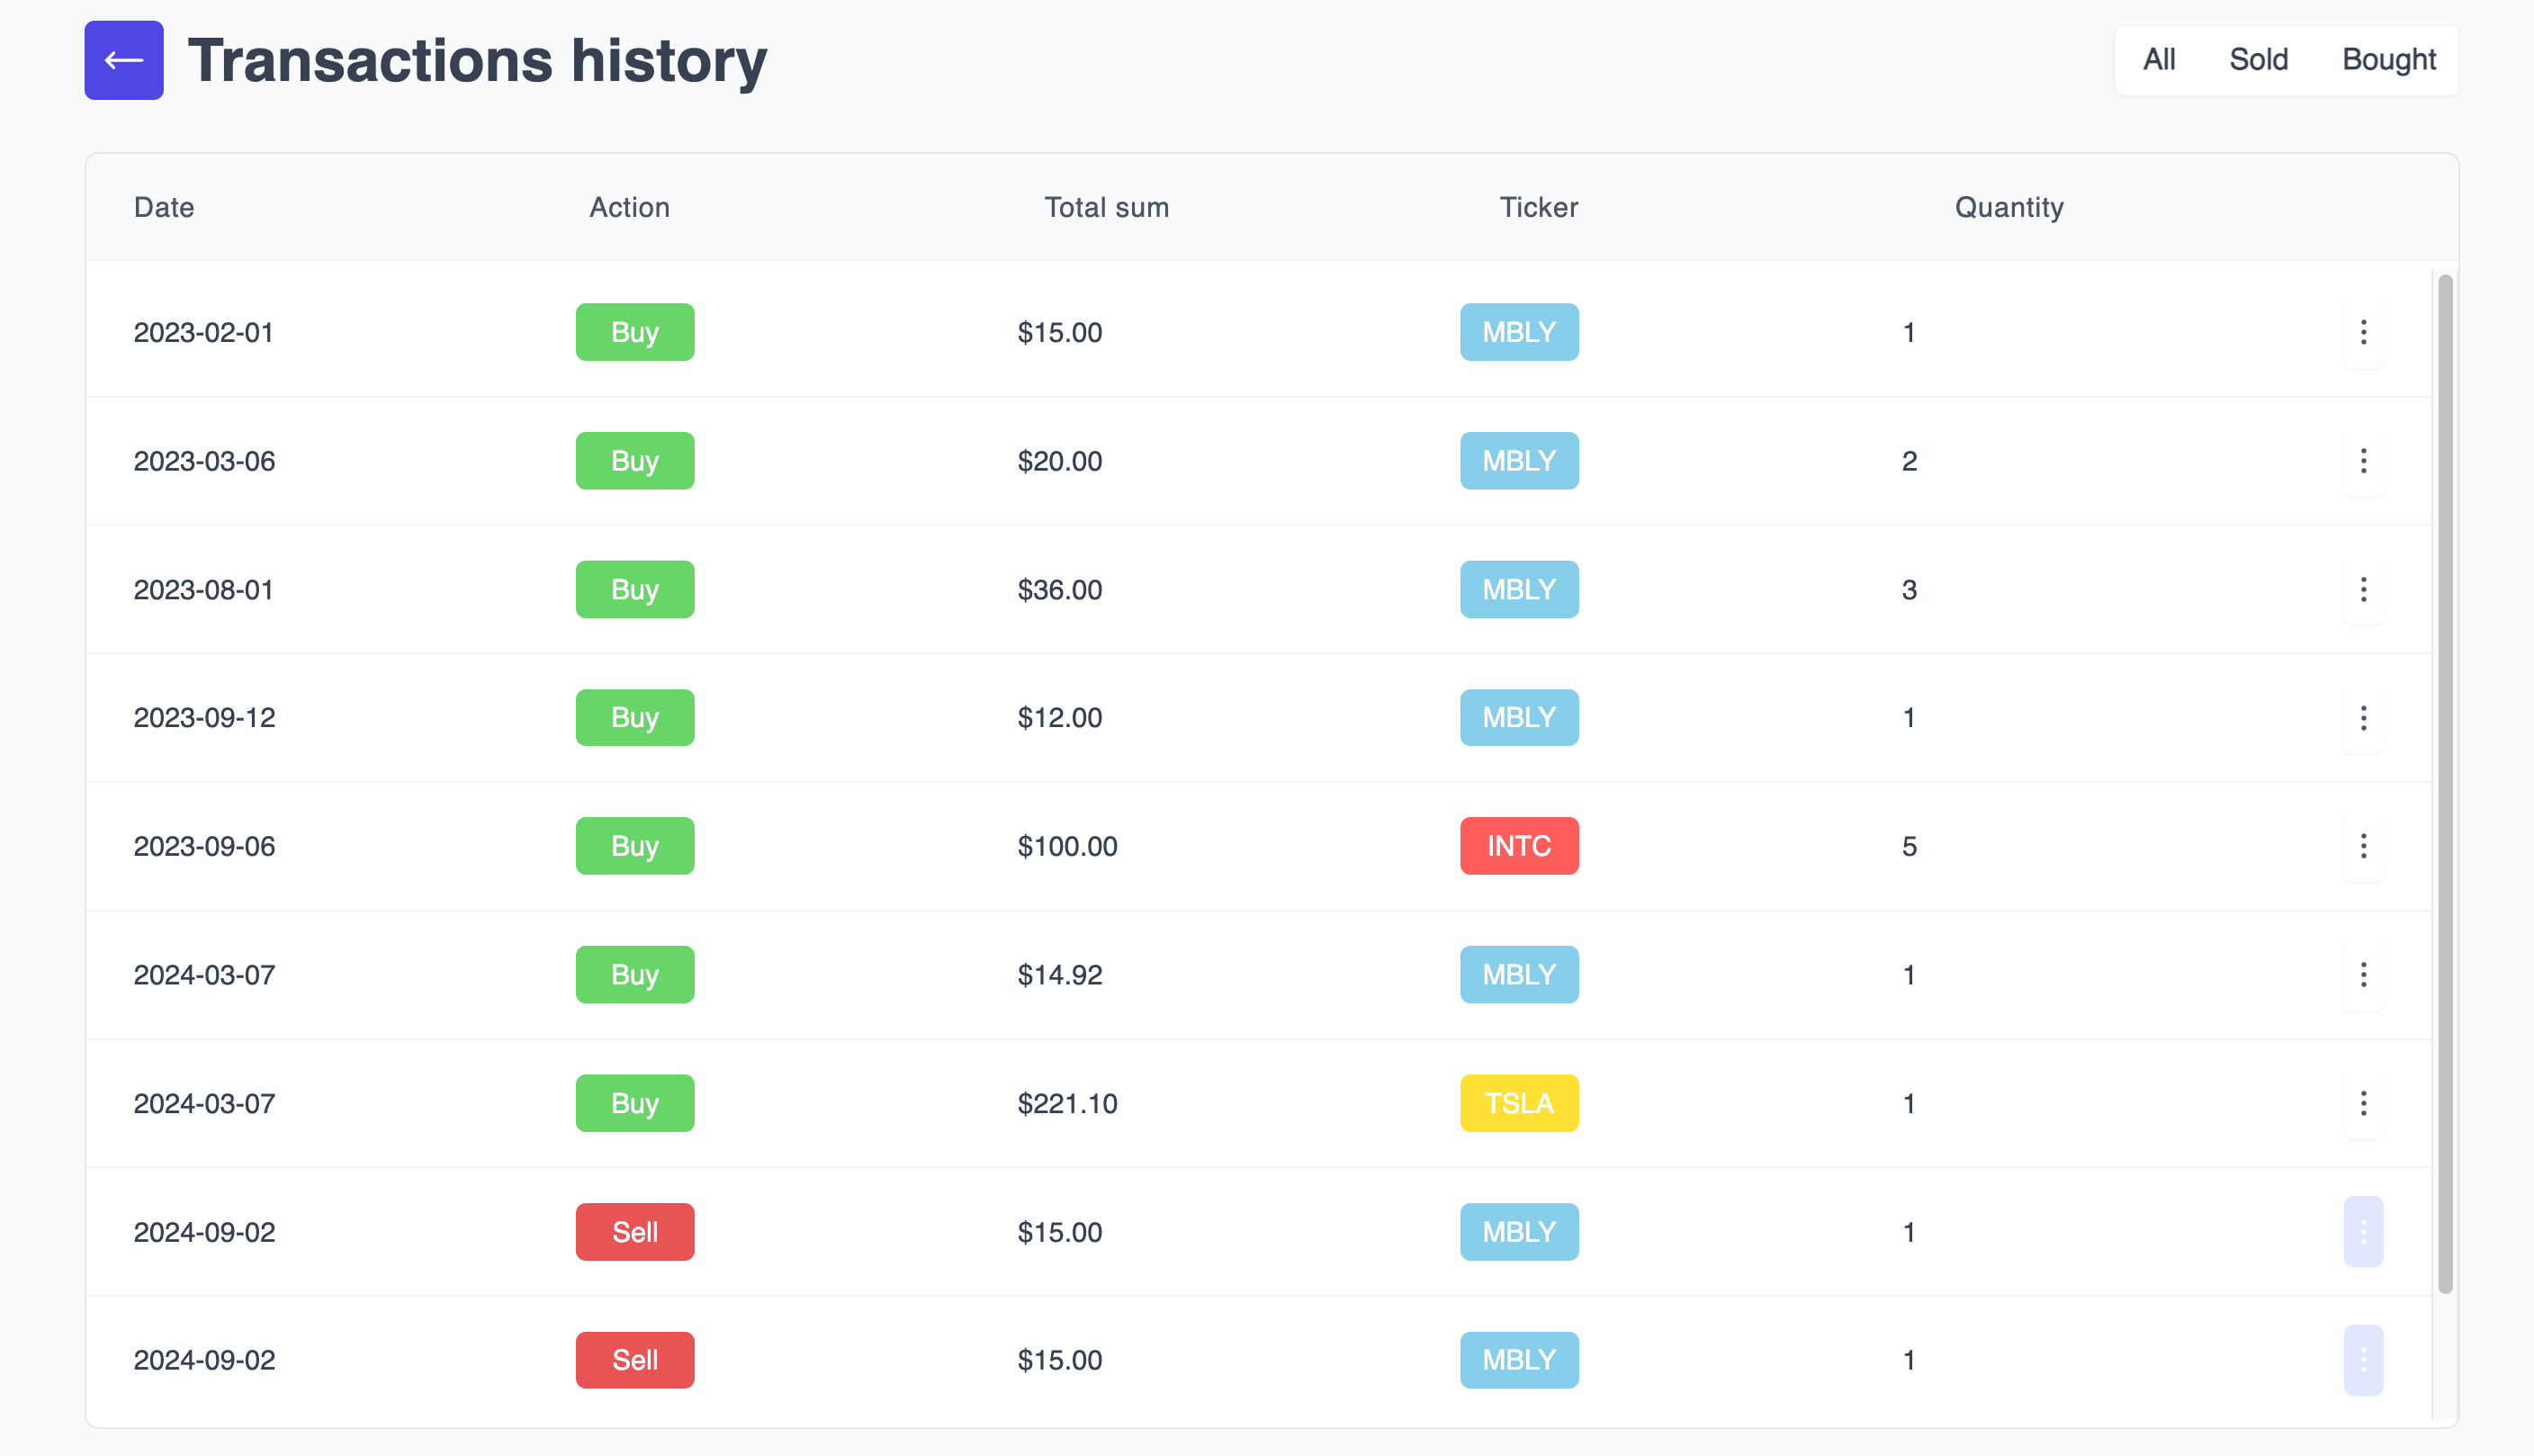 Transactions history All Sold Bought
Date Action Total sum Ticker Quantity
2023-02-01 Buy $15.00 MBLY 1
2023-03-06 Buy $20.00 MBLY 2
2023-08-01 Buy $36.00 MBLY 3
2023-09-12 Buy $12.00 MBLY 1
2023-09-06 Buy $100.00 INTC 5
2024-03-07 Buy $14.92 MBLY 1
2024-03-07 Buy $221.10 TSLA 1
2024-09-02 Sell $15.00 MBLY 1
2024-09-02 Sell $15.00 MBLY 1